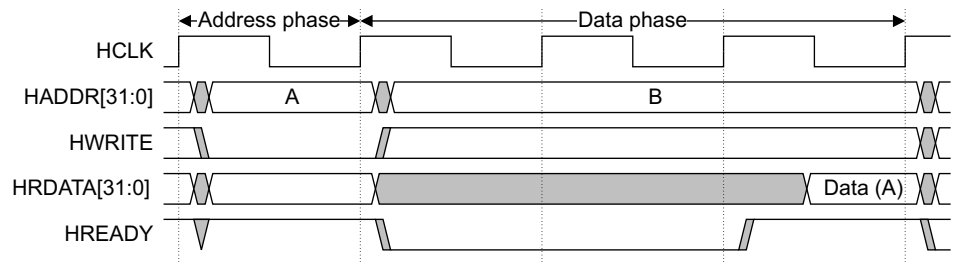 Address phase Data phase
HCLK
HADDR[31:0] A B
HWRITE
HRDATA[31:0] Data (A)
HREADY